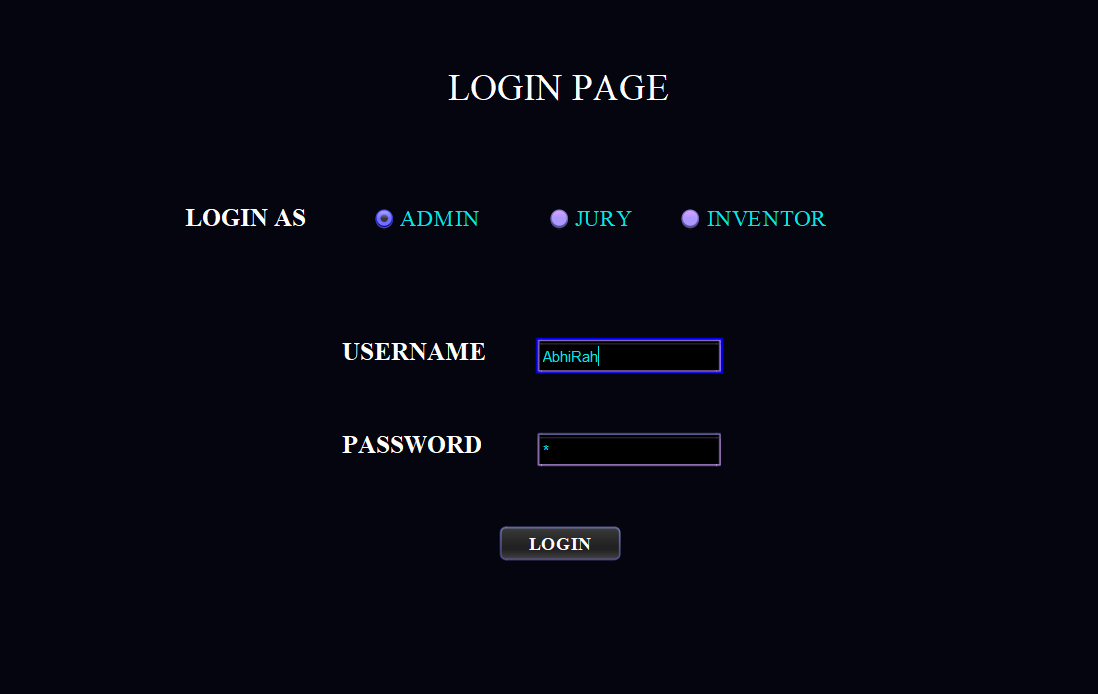 LOGIN PAGE
LOGIN AS ADMIN JURY INVENTOR
USERNAME AbhiRah
PASSWORD *
LOGIN